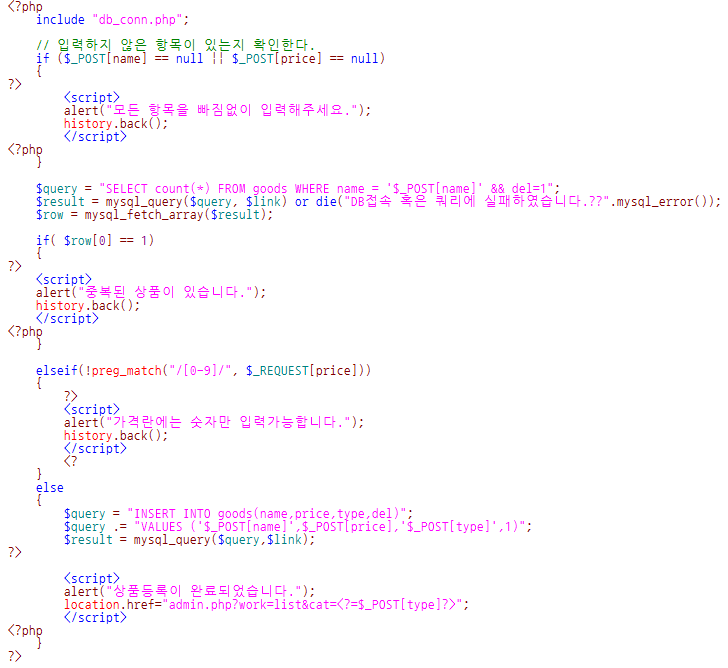 <?php
include "db_conn.php";
// 입력하지 않은 항목이 있는지 확인한다.
if ($_POST[name] == null || $_POST[price] == null)
{
?>
<script>
alert("모든 항목을 빠짐없이 입력해주세요.");
history.back();
</script>
<?php
}
$query = "SELECT count(*) FROM goods WHERE name = '$_POST[name]' && del=1";
$result = mysql_query($query, $link) or die("DB접속 혹은 쿼리에 실패하였습니다.??".mysql_error());
$row = mysql_fetch_array($result);
if( $row[0] == 1)
{
?>
<script>
alert("중복된 상품이 있습니다.");
history.back();
</script>
<?php
}
elseif(!preg_match("/[0-9]/", $_REQUEST[price]))
{
?>
<script>
alert("가격란에는 숫자만 입력가능합니다.");
history.back();
</script>
<?
}
else
{
$query = "INSERT INTO goods(name,price,type,del)";
$query .= "VALUES ('$_POST[name]',$_POST[price],'$_POST[type]',1)";
$result = mysql_query($query,$link);
?>
<script>
alert("상품등록이 완료되었습니다.");
location.href="admin.php?work=list&cat=<?=$_POST[type]?>";
</script>
<?php
}
?>